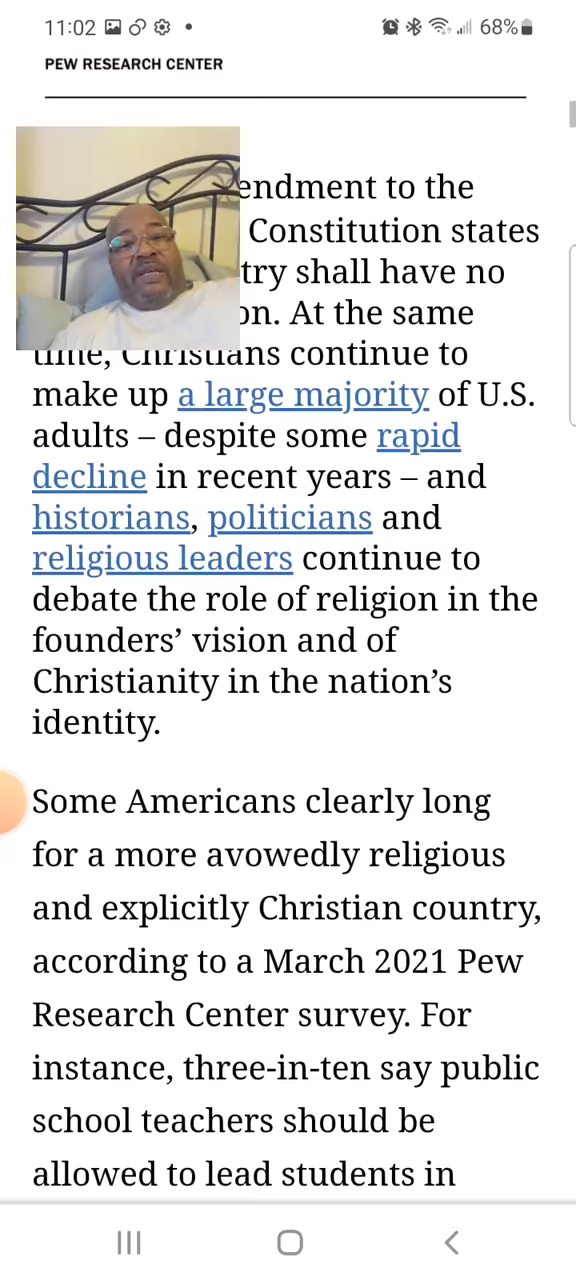 11:02
68%
PEW RESEARCH CENTER
endment to the
Constitution states
try shall have no
on. At the same
time, Christians continue to
make up a large majority of U.S.
adults – despite some rapid
decline in recent years – and
historians, politicians and
religious leaders continue to
debate the role of religion in the
founders’ vision and of
Christianity in the nation’s
identity.
Some Americans clearly long
for a more avowedly religious
and explicitly Christian country,
according to a March 2021 Pew
Research Center survey. For
instance, three-in-ten say public
school teachers should be
allowed to lead students in